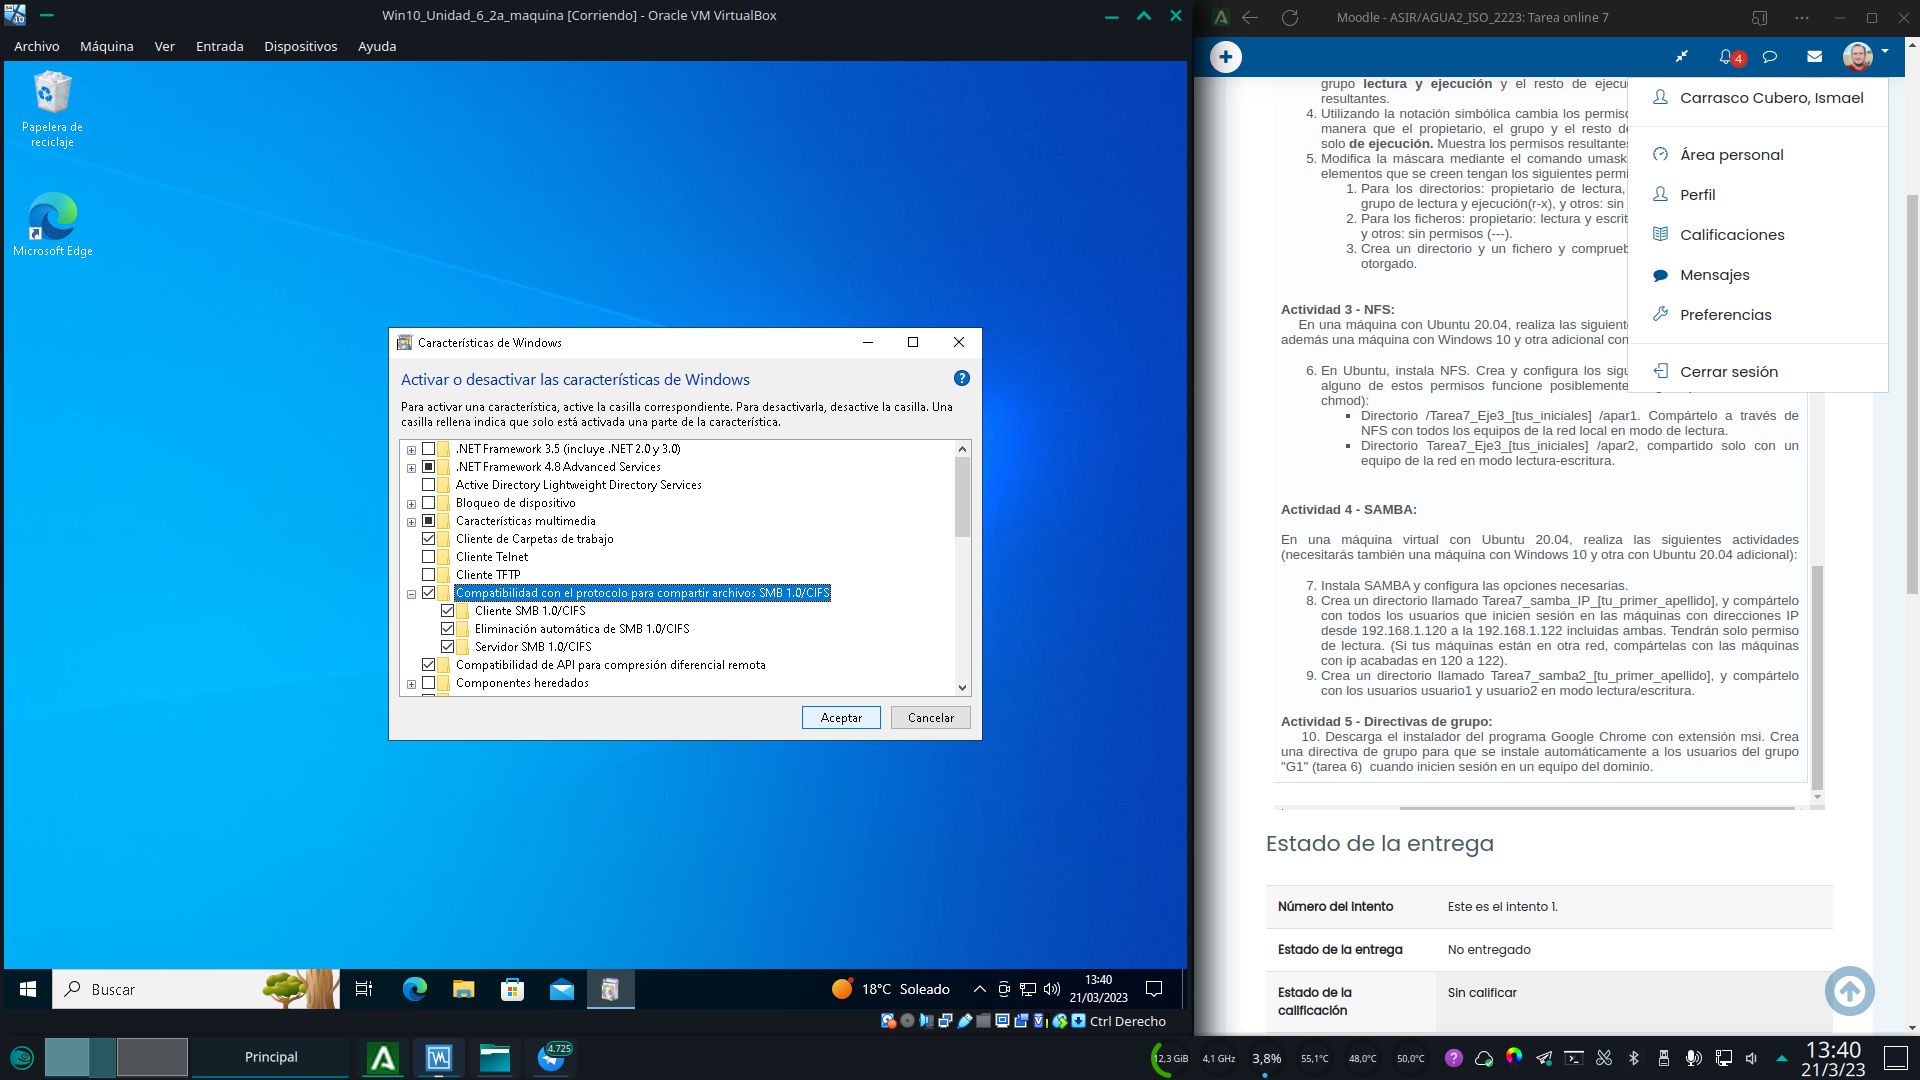 Win10_Unidad_6_2a_maquina [Corriendo] - Oracle VM VirtualBox
Archivo Máquina Ver Entrada Dispositivos Ayuda
Papelera de
reciclaje
Microsoft Edge
Características de Windows
Activar o desactivar las características de Windows
Para activar una característica, active la casilla correspondiente. Para desactivarla, desactive la casilla. Una
casilla rellena indica que solo está activada una parte de la característica.
.NET Framework 3.5 (incluye .NET 2.0 y 3.0)
.NET Framework 4.8 Advanced Services
Active Directory Lightweight Directory Services
Bloqueo de dispositivo
Características multimedia
Cliente de Carpetas de trabajo
Cliente Telnet
Cliente TFTP
Compatibilidad con el protocolo para compartir archivos SMB 1.0/CIFS
Cliente SMB 1.0/CIFS
Eliminación automática de SMB 1.0/CIFS
Servidor SMB 1.0/CIFS
Compatibilidad de API para compresión diferencial remota
Componentes heredados
Aceptar Cancelar
Buscar
18°C Soleado
13:40
21/03/2023
Ctrl Derecho
Moodle - ASIR/AGUA2_ISO_2223: Tarea online 7
4
grupo lectura y ejecución y el resto de ejecu
resultantes.
4. Utilizando la notación simbólica cambia los permiso
manera que el propietario, el grupo y el resto de
solo de ejecución. Muestra los permisos resultante
5. Modifica la máscara mediante el comando umask
elementos que se creen tengan los siguientes permi
1. Para los directorios: propietario de lectura,
grupo de lectura y ejecución(r-x), y otros: sin
2. Para los ficheros: propietario: lectura y escrit
y otros: sin permisos (---).
3. Crea un directorio y un fichero y comprueb
otorgado.
Carrasco Cubero, Ismael
Área personal
Perfil
Calificaciones
Mensajes
Preferencias
Cerrar sesión
Actividad 3 - NFS:
En una máquina con Ubuntu 20.04, realiza las siguient
además una máquina con Windows 10 y otra adicional con
6. En Ubuntu, instala NFS. Crea y configura los sigu
alguno de estos permisos funcione posiblemente
chmod):
Directorio /Tarea7_Eje3_[tus_iniciales] /apar1. Compártelo a través de
NFS con todos los equipos de la red local en modo de lectura.
Directorio Tarea7_Eje3_[tus_iniciales] /apar2, compartido solo con un
equipo de la red en modo lectura-escritura.
Actividad 4 - SAMBA:
En una máquina virtual con Ubuntu 20.04, realiza las siguientes actividades
(necesitarás también una máquina con Windows 10 y otra con Ubuntu 20.04 adicional):
7. Instala SAMBA y configura las opciones necesarias.
8. Crea un directorio llamado Tarea7_samba_IP_[tu_primer_apellido], y compártelo
con todos los usuarios que inicien sesión en las máquinas con direcciones IP
desde 192.168.1.120 a la 192.168.1.122 incluidas ambas. Tendrán solo permiso
de lectura. (Si tus máquinas están en otra red, compártelas con las máquinas
con ip acabadas en 120 a 122).
9. Crea un directorio llamado Tarea7_samba2_[tu_primer_apellido], y compártelo
con los usuarios usuario1 y usuario2 en modo lectura/escritura.
Actividad 5 - Directivas de grupo:
10. Descarga el instalador del programa Google Chrome con extensión msi. Crea
una directiva de grupo para que se instale automáticamente a los usuarios del grupo
"G1" (tarea 6) cuando inicien sesión en un equipo del dominio.
Estado de la entrega
Número del Intento Este es el intento 1.
Estado de la entrega No entregado
Estado de la Sin calificar
calificación
Principal
4.725
12,3 GiB 4,1 GHz 3,8% 55,1°C 48,0°C 50,0°C
13:40
21/3/23